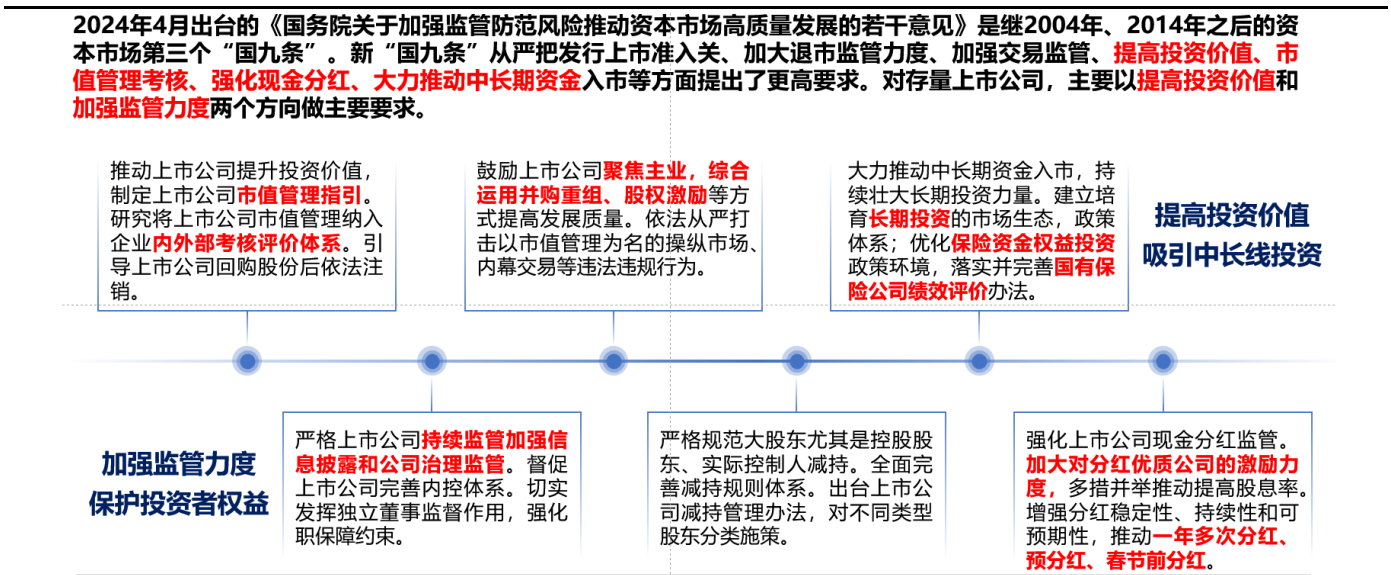 2024年4月出台的《国务院关于加强监管防范风险推动资本市场高质量发展的若干意见》是继2004年、2014年之后的资
本市场第三个“国九条”。新“国九条”从严把发行上市准入关、加大退市监管力度、加强交易监管、提高投资价值、市
值管理考核、强化现金分红、大力推动中长期资金入市等方面提出了更高要求。对存量上市公司，主要以提高投资价值和
加强监管力度两个方向做主要要求。
推动上市公司提升投资价值，
制定上市公司市值管理指引。
研究将上市公司市值管理纳入
企业内外部考核评价体系。引
导上市公司回购股份后依法注
销。
鼓励上市公司聚焦主业，综合
运用并购重组、股权激励等方
式提高发展质量。依法从严打
击以市值管理为名的操纵市场、
内幕交易等违法违规行为。
大力推动中长期资金入市，持
续壮大长期投资力量。建立培
育长期投资的市场生态，政策
体系；优化保险资金权益投资
政策环境，落实并完善国有保
险公司绩效评价办法。
提高投资价值
吸引中长线投资
加强监管力度
保护投资者权益
严格上市公司持续监管加强信
息披露和公司治理监管。督促
上市公司完善内控体系。切实
发挥独立董事监督作用，强化
职保障约束。
严格规范大股东尤其是控股股
东、实际控制人减持。全面完
善减持规则体系。出台上市公
司减持管理办法，对不同类型
股东分类施策。
强化上市公司现金分红监管。
加大对分红优质公司的激励力
度，多措并举推动提高股息率。
增强分红稳定性、持续性和可
预期性，推动一年多次分红、
预分红、春节前分红。